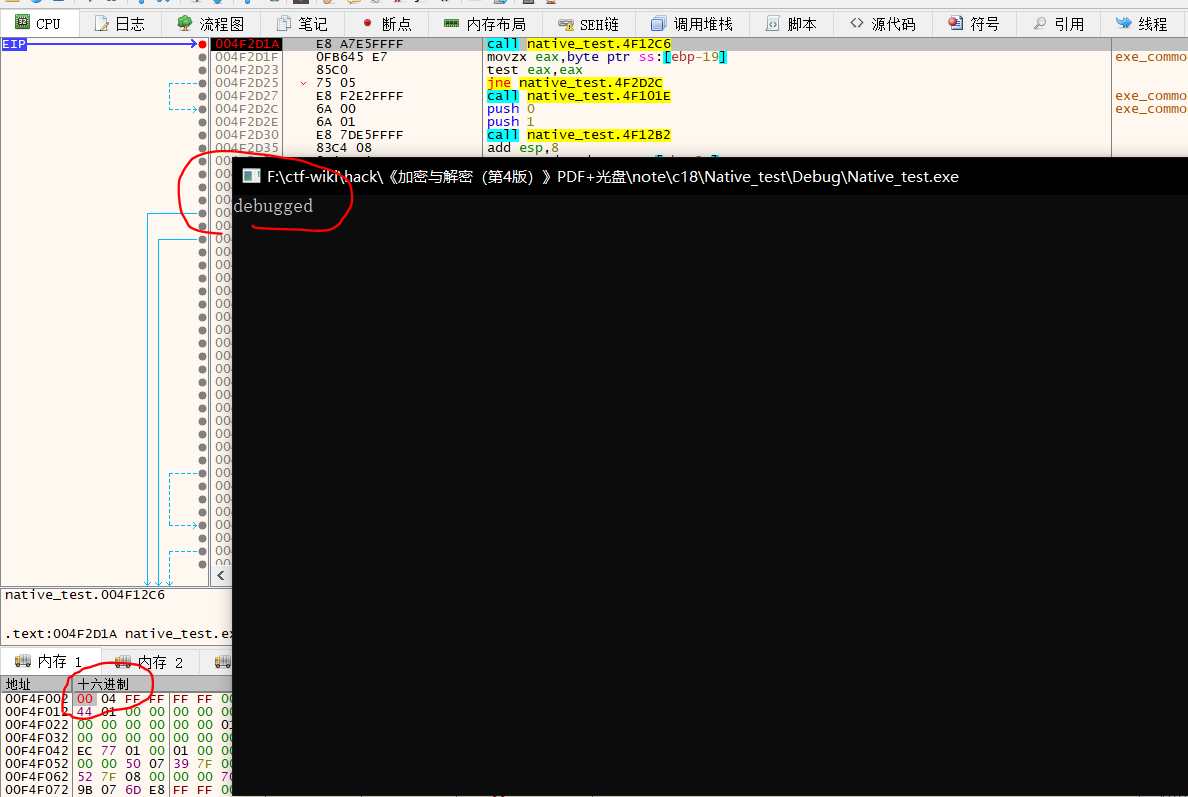 CPU 日志 流程图 笔记 断点 内存布局 SEH链 调用堆栈 脚本 源代码 符号 引用 线程
EIP 004F2D1A E8 A7E5FFFF call native_test.4F12C6
004F2D1F 0FB645 E7 movzx eax,byte ptr ss:[ebp-19] exe_commo
004F2D23 85C0 test eax,eax
004F2D25 75 05 jne native_test.4F2D2C
004F2D27 E8 F2E2FFFF call native_test.4F101E exe_commo
004F2D2C 6A 00 push 0 exe_commo
004F2D2E 6A 01 push 1
004F2D30 E8 7DE5FFFF call native_test.4F12B2
004F2D35 83C4 08 add esp,8
F:\ctf-wiki\hack\《加密与解密（第4版）》PDF+光盘\note\c18\Native_test\Debug\Native_test.exe
debugged
native_test.004F12C6
.text:004F2D1A native_test.ex
内存 1 内存 2
地址 十六进制
00F4F002 00 04 FF FF FF FF 00
00F4F012 44 01 00 00 00 00 00
00F4F022 00 00 00 00 00 00 01
00F4F032 00 00 00 00 00 00 00
00F4F042 EC 77 01 00 01 00 00
00F4F052 00 00 50 07 39 7F 00
00F4F062 52 7F 08 00 00 00 70
00F4F072 9B 07 6D E8 FF FF 00